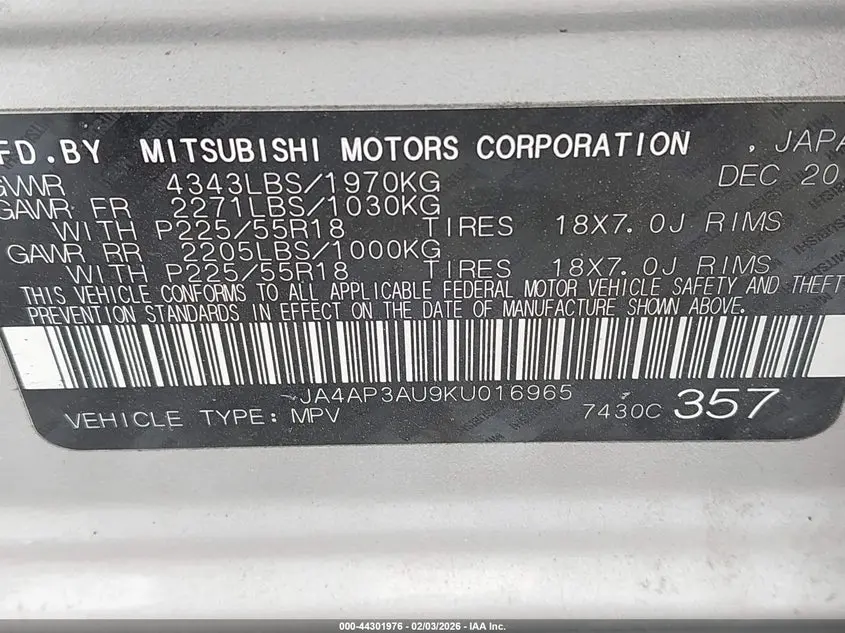 FD.BY MITSUBISHI MOTORS CORPORATION , JAPA
GVWR 4343LBS/1970KG DEC 20
GAWR FR 2271LBS/1030KG
WITH P225/55R18 TIRES 18X7.0J RIMS
GAWR RR 2205LBS/1000KG
WITH P225/55R18 TIRES 18X7.0J RIMS
THIS VEHICLE CONFORMS TO ALL APPLICABLE FEDERAL MOTOR VEHICLE SAFETY AND THEFT
PREVENTION STANDARDS IN EFFECT ON THE DATE OF MANUFACTURE SHOWN ABOVE.
JA4AP3AU9KU016965
VEHICLE TYPE: MPV 7430C 357
000-44301976 - 02/03/2026 - IAA Inc.